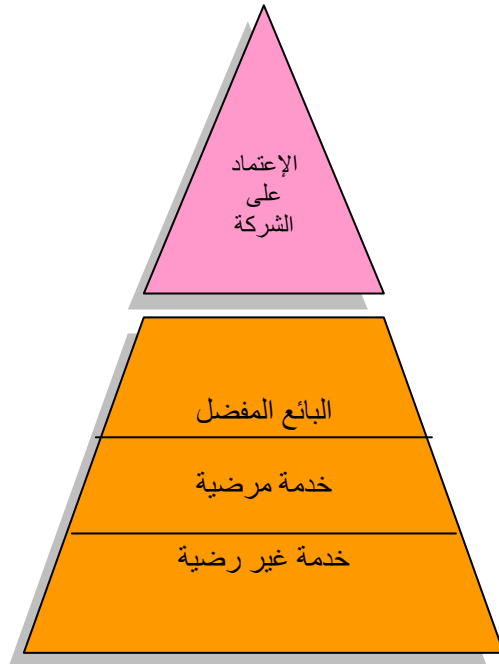 الإعتماد
على
الشركة
البائع المفضل
خدمة مرضية
خدمة غير رضية